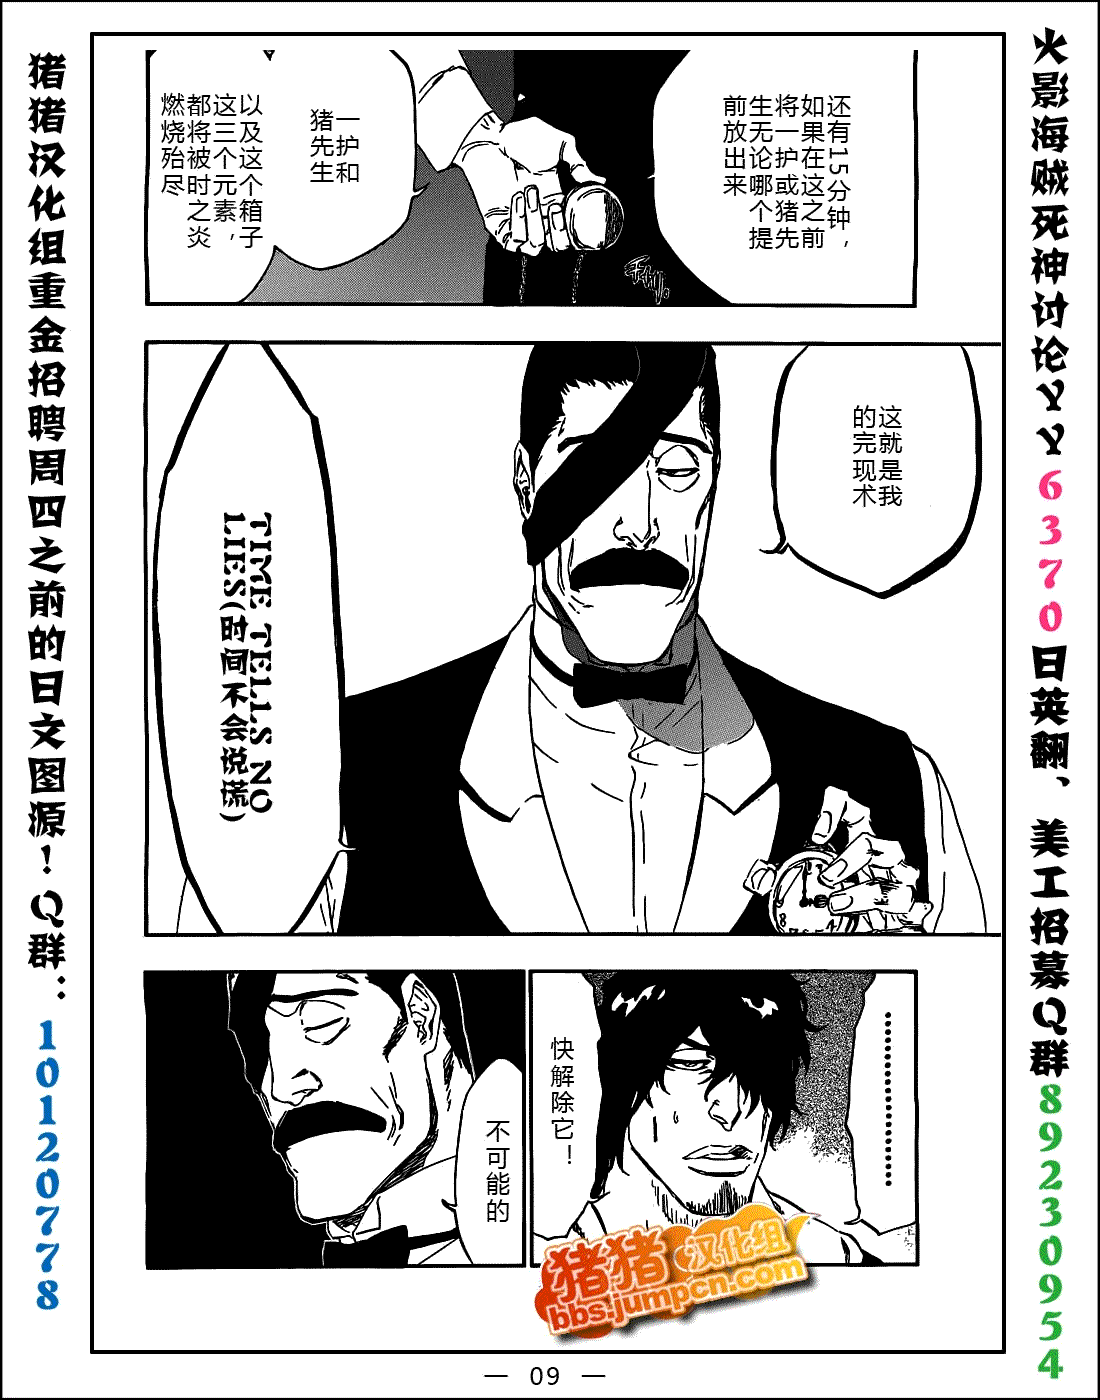 猪猪汉化组重金招聘周四之前的日文图源！Q群：101207778
火影海贼死神讨论YY6370日英翻、美工招募Q群89230954
还有15分钟，
如果在这之前
将一护或猪先
生无论哪个提
前放出来
一护和
猪先生
以及这个箱子
这三个元素，
都将被时之炎
燃烧殆尽
这就是我
的完现术
TIME TELLS NO
LIES(时间不会说谎)
………………
快解除它！
不可能的
猪猪汉化组
bbs.jumpcn.com
— 09 —